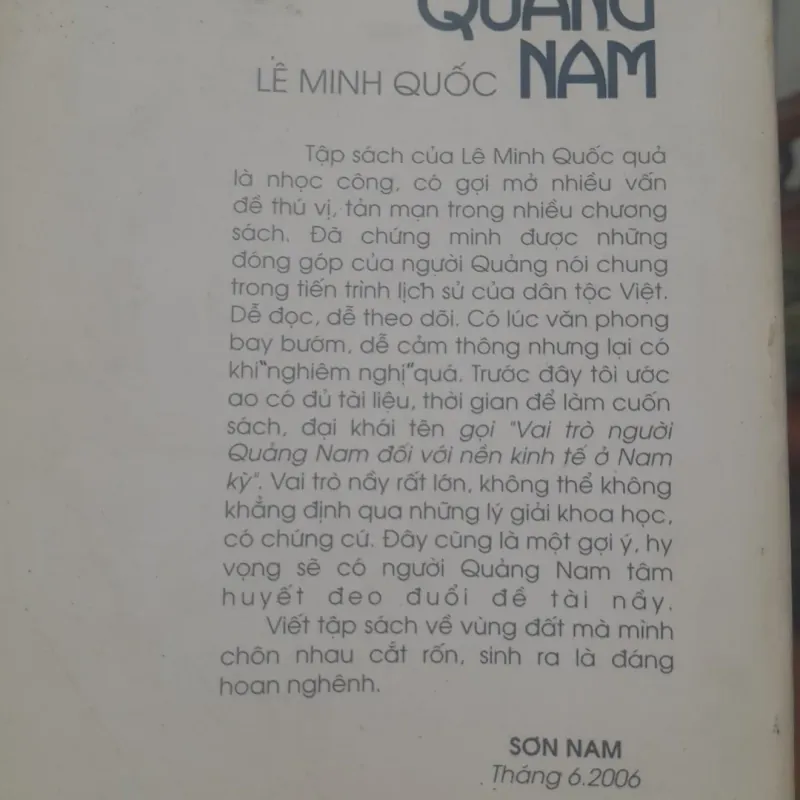 QUẢNG
LÊ MINH QUỐC NAM
Tập sách của Lê Minh Quốc quả
là nhọc công, có gợi mở nhiều vấn
đề thú vị, tản mạn trong nhiều chương
sách. Đã chứng minh được những
đóng góp của người Quảng nói chung
trong tiến trình lịch sử của dân tộc Việt.
Dễ đọc, dễ theo dõi. Có lúc văn phong
bay bướm, dễ cảm thông nhưng lại có
khi"nghiêm nghị"quá. Trước đây tôi ước
ao có đủ tài liệu, thời gian để làm cuốn
sách, đại khái tên gọi "Vai trò người
Quảng Nam đối với nền kinh tế ở Nam
kỳ". Vai trò nầy rất lớn, không thể không
khẳng định qua những lý giải khoa học,
có chứng cứ. Đây cũng là một gợi ý, hy
vọng sẽ có người Quảng Nam tâm
huyết đeo đuổi đề tài nầy.
Viết tập sách về vùng đất mà mình
chôn nhau cắt rốn, sinh ra là đáng
hoan nghênh.
SƠN NAM
Tháng 6.2006